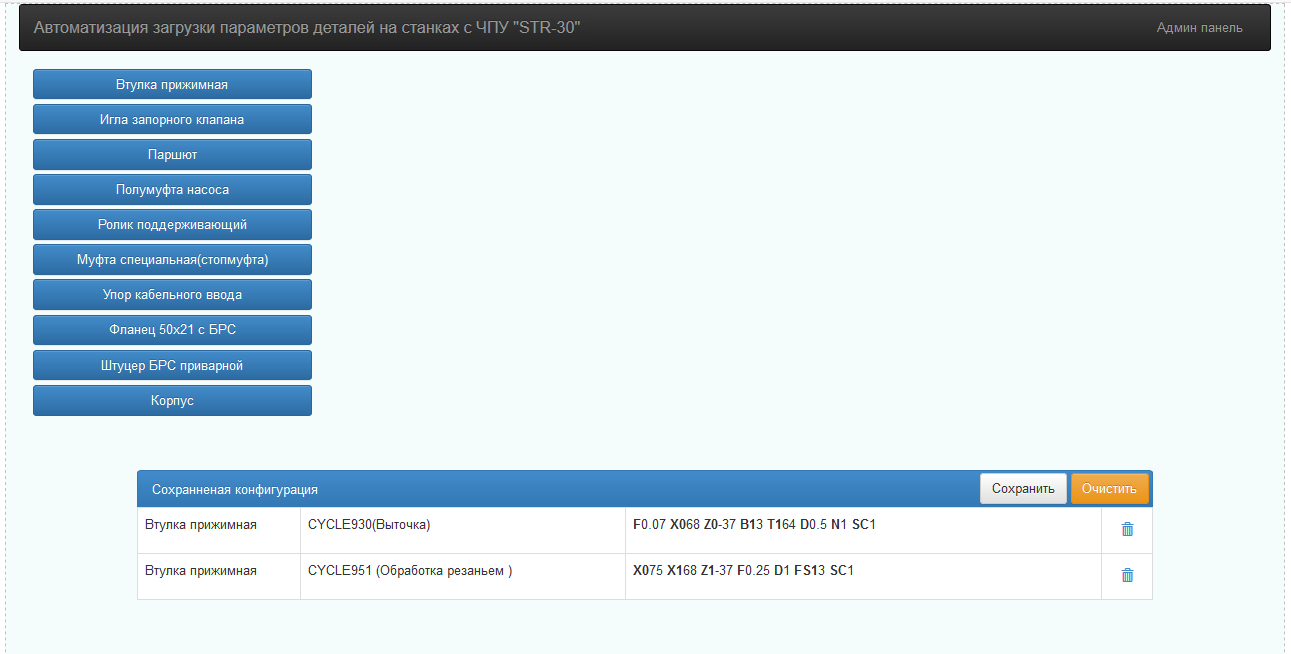 Автоматизация загрузки параметров деталей на станках с ЧПУ "STR-30" Админ панель
Втулка прижимная
Игла запорного клапана
Паршют
Полумуфта насоса
Ролик поддерживающий
Муфта специальная(стопмуфта)
Упор кабельного ввода
Фланец 50х21 с БРС
Штуцер БРС приварной
Корпус
Сохранненая конфигурация Сохранить Очистить
Втулка прижимная CYCLE930(Выточка) F0.07 X068 Z0-37 B13 T164 D0.5 N1 SC1
Втулка прижимная CYCLE951 (Обработка резаньем ) X075 X168 Z1-37 F0.25 D1 FS13 SC1